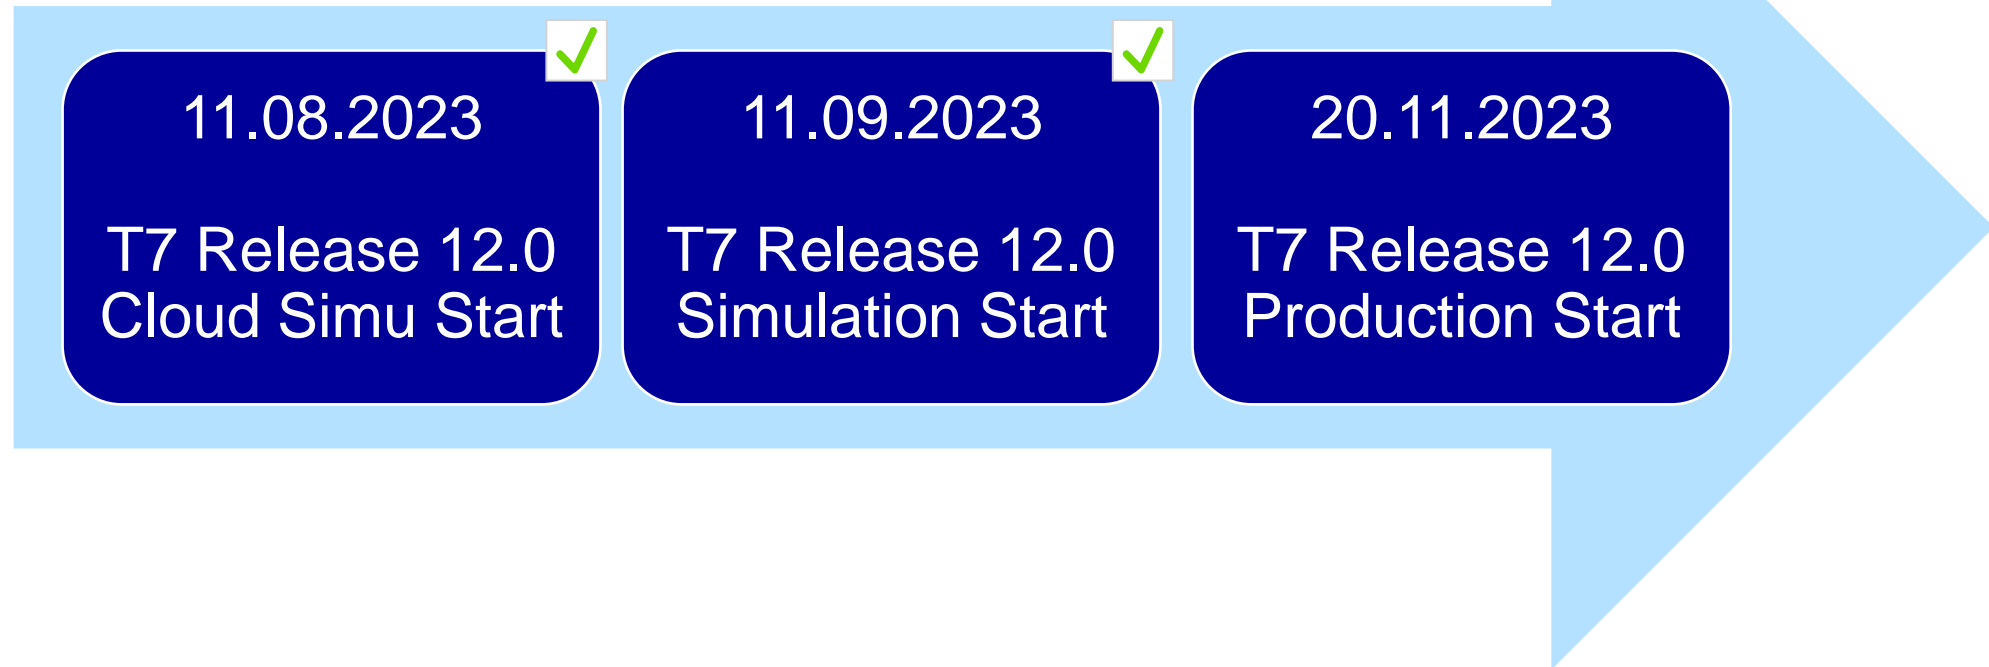 11.08.2023
T7 Release 12.0
Cloud Simu Start
11.09.2023
T7 Release 12.0
Simulation Start
20.11.2023
T7 Release 12.0
Production Start